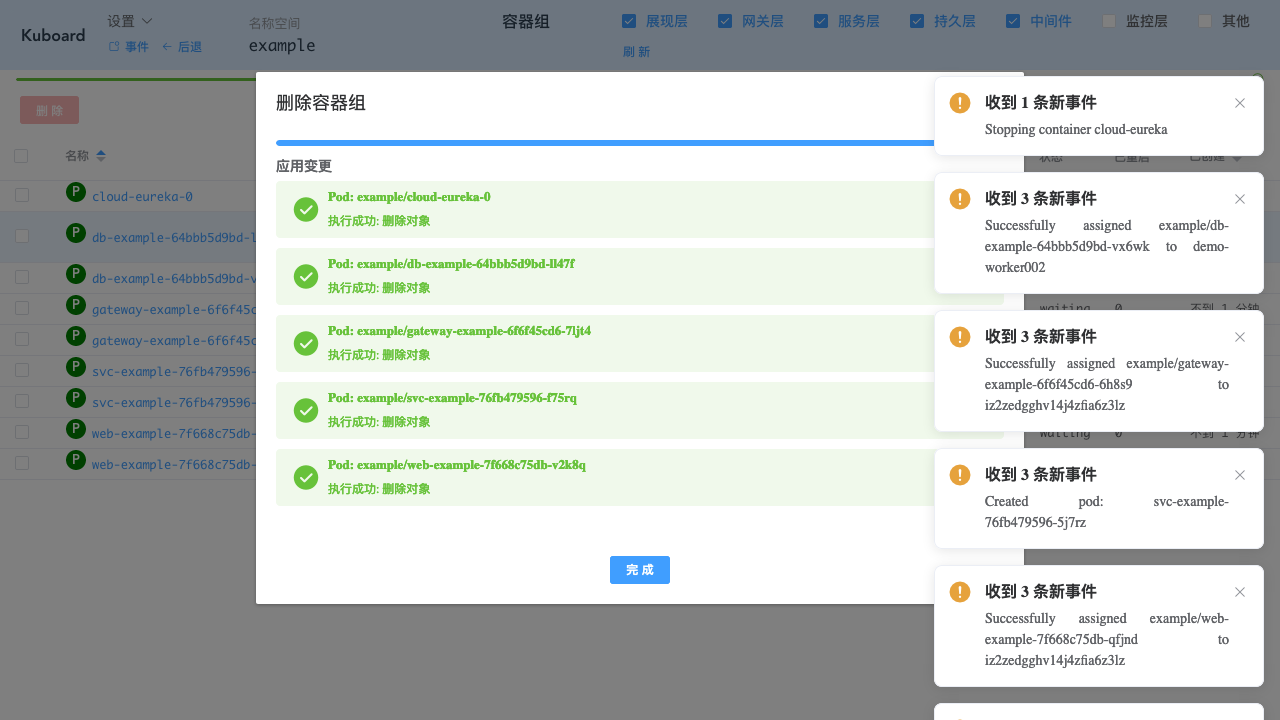 Kuboard
设置
事件
后退
名称空间
example
容器组
展现层
网关层
服务层
持久层
中间件
监控层
其他
刷 新
删 除
名称
状态
已重启
已创建
P cloud-eureka-0
P db-example-64bbb5d9bd-l
P db-example-64bbb5d9bd-v
P gateway-example-6f6f45c
waiting 0 不到 1 分钟
P gateway-example-6f6f45c
P svc-example-76fb479596-
P svc-example-76fb479596-
P web-example-7f668c75db-
waiting 0 不到 1 分钟
P web-example-7f668c75db-
删除容器组
应用变更
Pod: example/cloud-eureka-0
执行成功: 删除对象
Pod: example/db-example-64bbb5d9bd-ll47f
执行成功: 删除对象
Pod: example/gateway-example-6f6f45cd6-7ljt4
执行成功: 删除对象
Pod: example/svc-example-76fb479596-f75rq
执行成功: 删除对象
Pod: example/web-example-7f668c75db-v2k8q
执行成功: 删除对象
完 成
收到 1 条新事件
Stopping container cloud-eureka
收到 3 条新事件
Successfully assigned example/db-
example-64bbb5d9bd-vx6wk to demo-
worker002
收到 3 条新事件
Successfully assigned example/gateway-
example-6f6f45cd6-6h8s9 to
iz2zedgghv14j4zfia6z3lz
收到 3 条新事件
Created pod: svc-example-
76fb479596-5j7rz
收到 3 条新事件
Successfully assigned example/web-
example-7f668c75db-qfjnd to
iz2zedgghv14j4zfia6z3lz